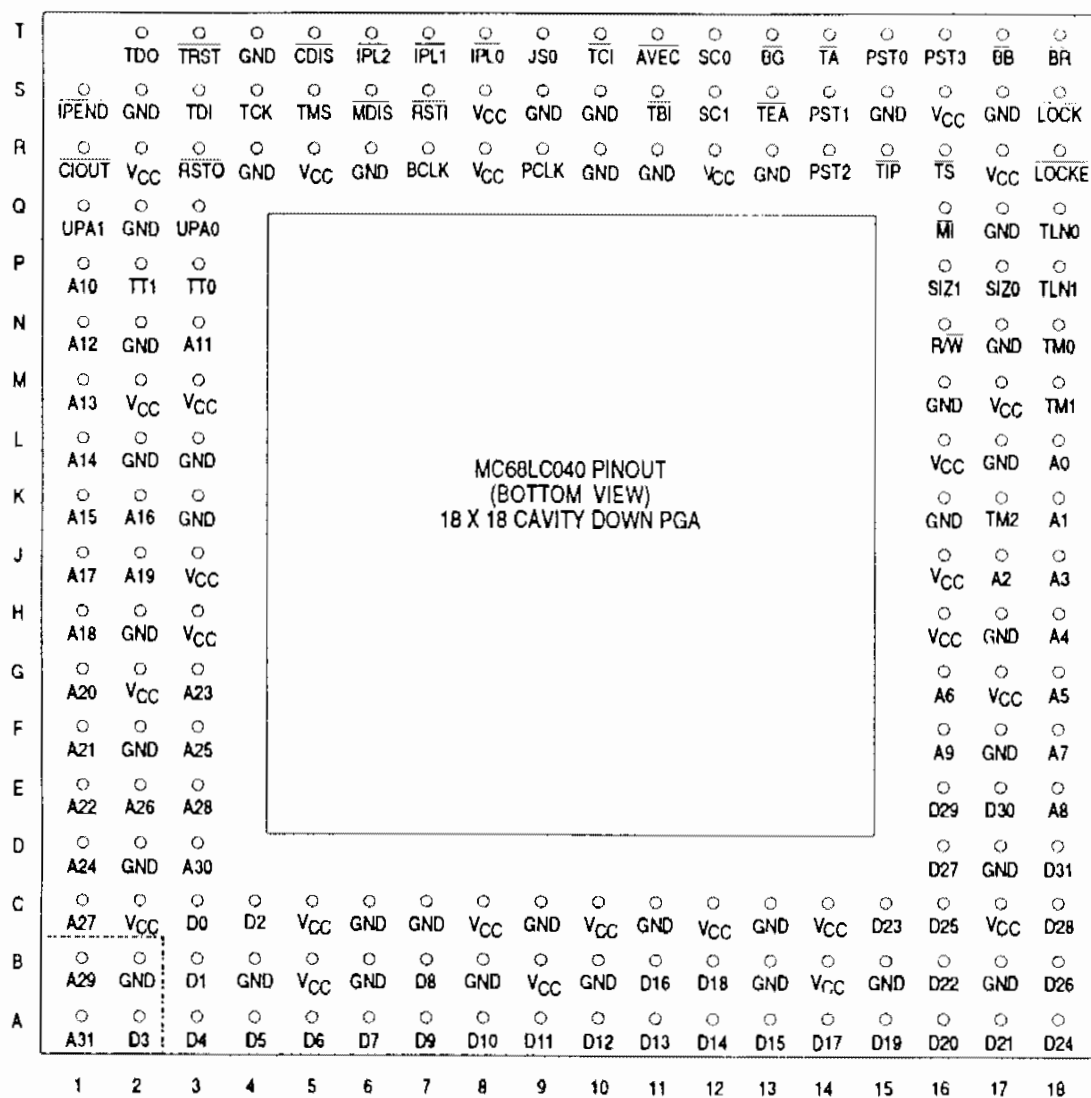 T
TDO TRST GND CDIS IPL2 IPL1 IPL0 JS0 TCI AVEC SC0 BG TA PST0 PST3 BB BR
S
IPEND GND TDI TCK TMS MDIS RSTI VCC GND GND TBI SC1 TEA PST1 GND VCC GND LOCK
R
CIOUT VCC RSTO GND VCC GND BCLK VCC PCLK GND GND VCC GND PST2 TIP TS VCC LOCKE
Q
UPA1 GND UPA0 MI GND TLN0
P
A10 TT1 TT0 SIZ1 SIZ0 TLN1
N
A12 GND A11 R/W GND TM0
M
A13 VCC VCC GND VCC TM1
L
A14 GND GND VCC GND A0
MC68LC040 PINOUT
(BOTTOM VIEW)
18 X 18 CAVITY DOWN PGA
K
A15 A16 GND GND TM2 A1
J
A17 A19 VCC VCC A2 A3
H
A18 GND VCC VCC GND A4
G
A20 VCC A23 A6 VCC A5
F
A21 GND A25 A9 GND A7
E
A22 A26 A28 D29 D30 A8
D
A24 GND A30 D27 GND D31
C
A27 VCC D0 D2 VCC GND GND VCC GND VCC GND VCC GND VCC D23 D25 VCC D28
B
A29 GND D1 GND VCC GND D8 GND VCC GND D16 D18 GND VCC GND D22 GND D26
A
A31 D3 D4 D5 D6 D7 D9 D10 D11 D12 D13 D14 D15 D17 D19 D20 D21 D24
1 2 3 4 5 6 7 8 9 10 11 12 13 14 15 16 17 18